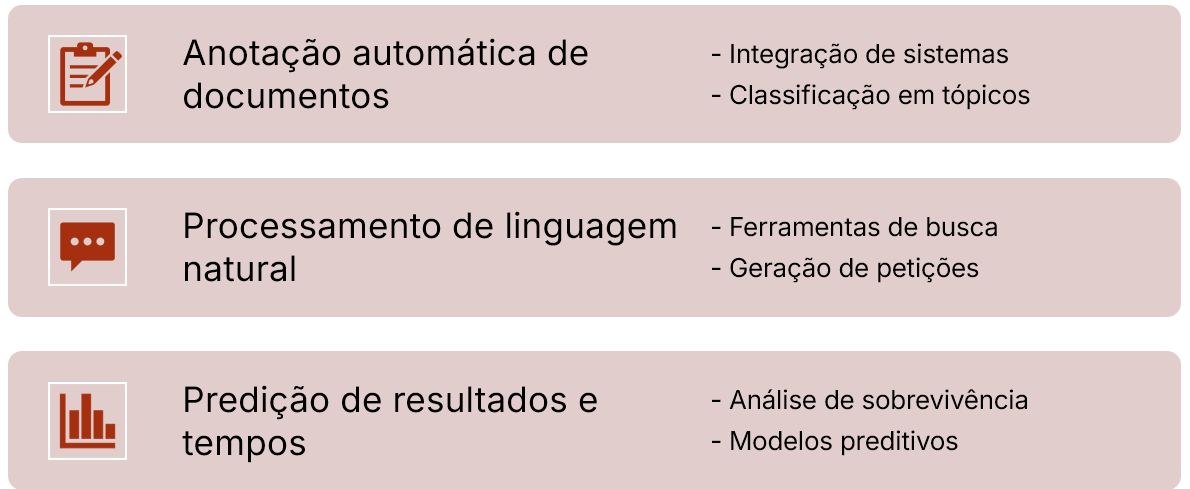 Anotação automática de
documentos
- Integração de sistemas
- Classificação em tópicos
Processamento de linguagem
natural
- Ferramentas de busca
- Geração de petições
Predição de resultados e
tempos
- Análise de sobrevivência
- Modelos preditivos